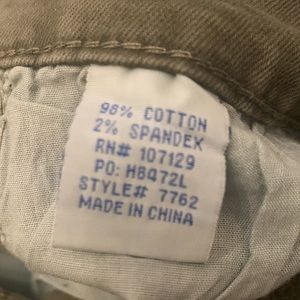 98% COTTON
2% SPANDEX
RN# 107129
PO: H8472L
STYLE# 7762
MADE IN CHINA